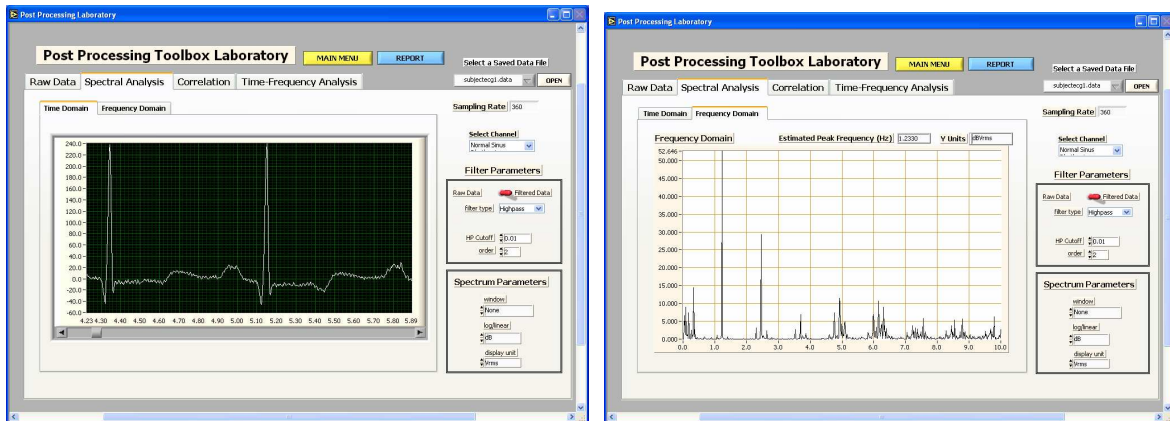 Post Processing Laboratory
Post Processing Toolbox Laboratory
MAIN MENU
REPORT
Select a Saved Data File
subjectecg1.data
OPEN
Raw Data
Spectral Analysis
Correlation
Time-Frequency Analysis
Time Domain
Frequency Domain
Sampling Rate 360
Select Channel
Normal Sinus
Filter Parameters
Raw Data
Filtered Data
filter type Highpass
HP Cutoff 0.01
order 2
Spectrum Parameters
window
None
log/linear
dB
display unit
Vrms
240.0
220.0
200.0
180.0
160.0
140.0
120.0
100.0
80.0
60.0
40.0
20.0
0.0
-20.0
-40.0
-60.0
4.23 4.30 4.40 4.50 4.60 4.70 4.80 4.90 5.00 5.10 5.20 5.30 5.40 5.50 5.60 5.70 5.80 5.89
Post Processing Laboratory
Post Processing Toolbox Laboratory
MAIN MENU
REPORT
Select a Saved Data File
subjectecg1.data
OPEN
Raw Data
Spectral Analysis
Correlation
Time-Frequency Analysis
Time Domain
Frequency Domain
Sampling Rate 360
Frequency Domain
Estimated Peak Frequency (Hz) 1.2330
Y Units dBVrms
Select Channel
Normal Sinus
Filter Parameters
Raw Data
Filtered Data
filter type Highpass
HP Cutoff 0.01
order 2
Spectrum Parameters
window
None
log/linear
dB
display unit
Vrms
52.646
50.000
45.000
40.000
35.000
30.000
25.000
20.000
15.000
10.000
5.000
0.000
0.0 1.0 2.0 3.0 4.0 5.0 6.0 7.0 8.0 9.0 10.0